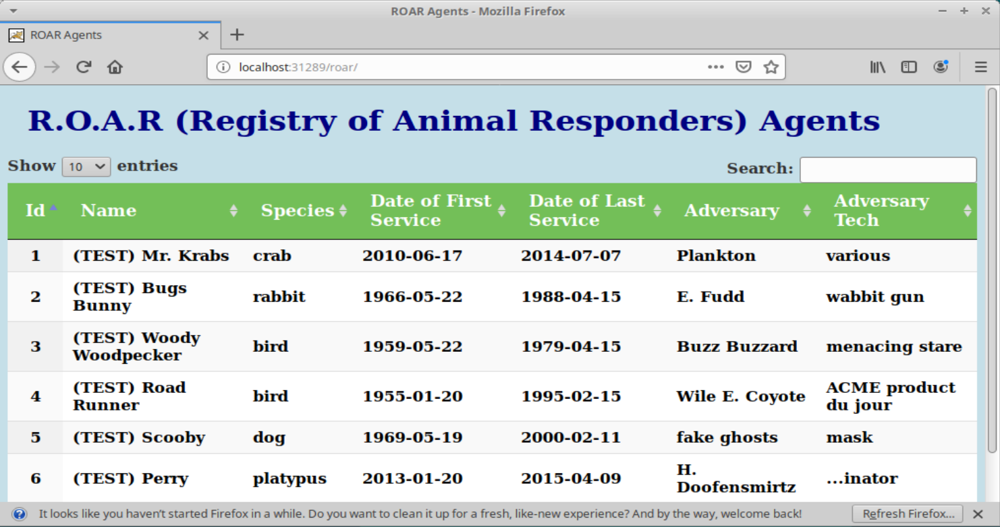 ROAR Agents - Mozilla Firefox
ROAR Agents
localhost:31289/roar/
R.O.A.R (Registry of Animal Responders) Agents
Show 10 entries Search:
Id Name Species Date of First Service Date of Last Service Adversary Adversary Tech
1 (TEST) Mr. Krabs crab 2010-06-17 2014-07-07 Plankton various
2 (TEST) Bugs Bunny rabbit 1966-05-22 1988-04-15 E. Fudd wabbit gun
3 (TEST) Woody Woodpecker bird 1959-05-22 1979-04-15 Buzz Buzzard menacing stare
4 (TEST) Road Runner bird 1955-01-20 1995-02-15 Wile E. Coyote ACME product du jour
5 (TEST) Scooby dog 1969-05-19 2000-02-11 fake ghosts mask
6 (TEST) Perry platypus 2013-01-20 2015-04-09 H. Doofensmirtz ...inator
It looks like you haven't started Firefox in a while. Do you want to clean it up for a fresh, like-new experience? And by the way, welcome back! Refresh Firefox...